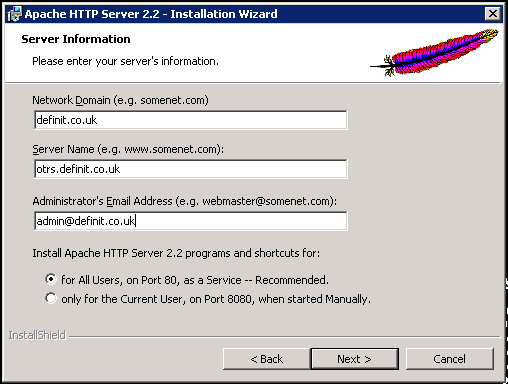 Apache HTTP Server 2.2 - Installation Wizard
Server Information
Please enter your server's information.
Network Domain (e.g. somenet.com)
definit.co.uk
Server Name (e.g. www.somenet.com):
otrs.definit.co.uk
Administrator's Email Address (e.g. webmaster@somenet.com):
admin@definit.co.uk
Install Apache HTTP Server 2.2 programs and shortcuts for:
for All Users, on Port 80, as a Service -- Recommended.
only for the Current User, on Port 8080, when started Manually.
InstallShield
< Back Next > Cancel